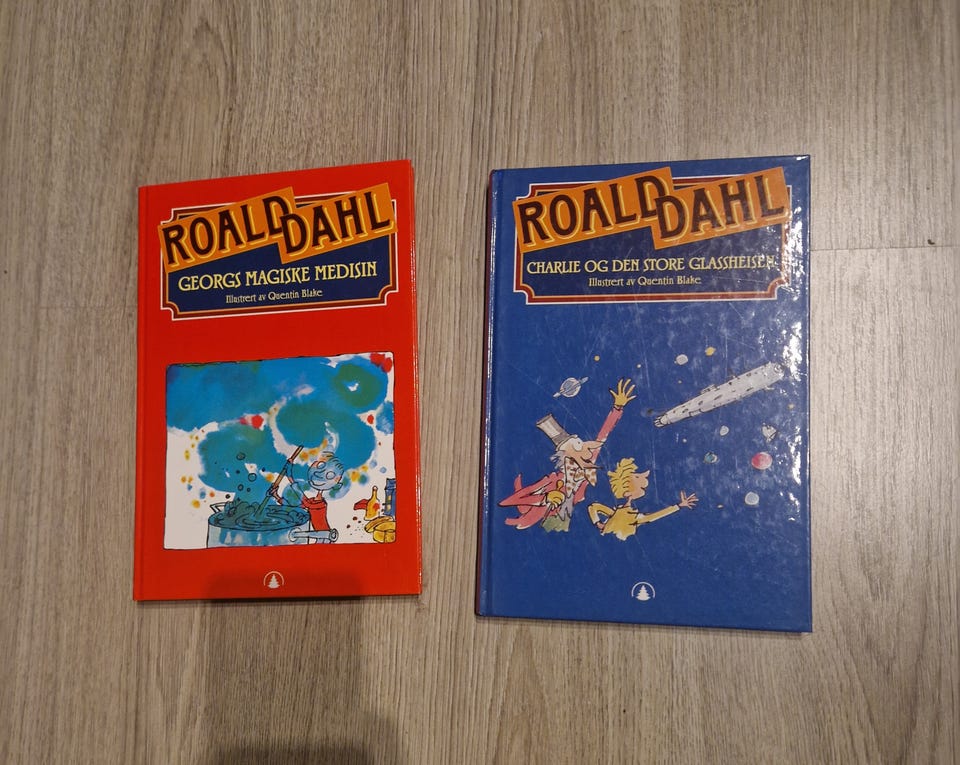 ROALD DAHL
GEORGS MAGISKE MEDISIN
Illustrert av Quentin Blake
ROALD DAHL
CHARLIE OG DEN STORE GLASSHEISEN
Illustrert av Quentin Blake